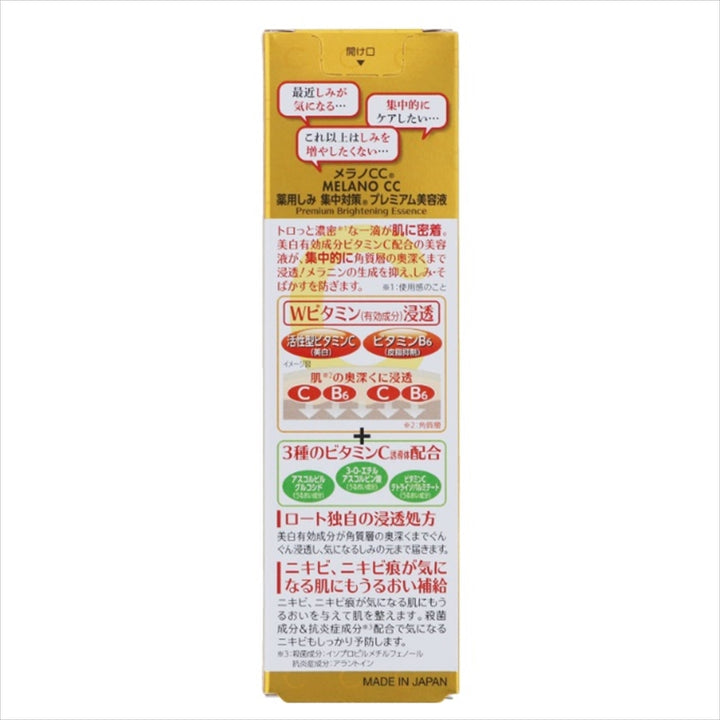 開け口
▼
最近しみが
気になる…
集中的に
ケアしたい…
これ以上はしみを
増やしたくない…
メラノCC®
MELANO CC
薬用しみ 集中対策® プレミアム美容液
Premium Brightening Essence
トロっと濃密※1な一滴が肌に密着。
美白有効成分ビタミンC配合の美容
液が、集中的に角質層の奥深くまで
浸透!メラニンの生成を抑え、しみ・そ
ばかすを防ぎます。 ※1:使用感のこと
Wビタミン(有効成分)浸透
活性型ビタミンC
(美白)
ビタミンB6
(皮脂抑制)
イメージ図
肌※2の奥深くに浸透
C B6 C B6
※2:角質層
+
3種のビタミンC誘導体配合
アスコルビル
グルコシド
(うるおい成分)
3-O-エチル
アスコルビン酸
(うるおい成分)
ビタミンC
テトライソパルミテート
(うるおい成分)
ロート独自の浸透処方
美白有効成分が角質層の奥深くまでぐん
ぐん浸透し、気になるしみの元まで届きます。
ニキビ、ニキビ痕が気に
なる肌にもうるおい補給
ニキビ、ニキビ痕が気になる肌にもう
るおいを与えて肌を整えます。殺菌
成分&抗炎症成分※3配合で気になる
ニキビもしっかり予防します。
※3:殺菌成分:イソプロピルメチルフェノール
抗炎症成分:アラントイン
MADE IN JAPAN